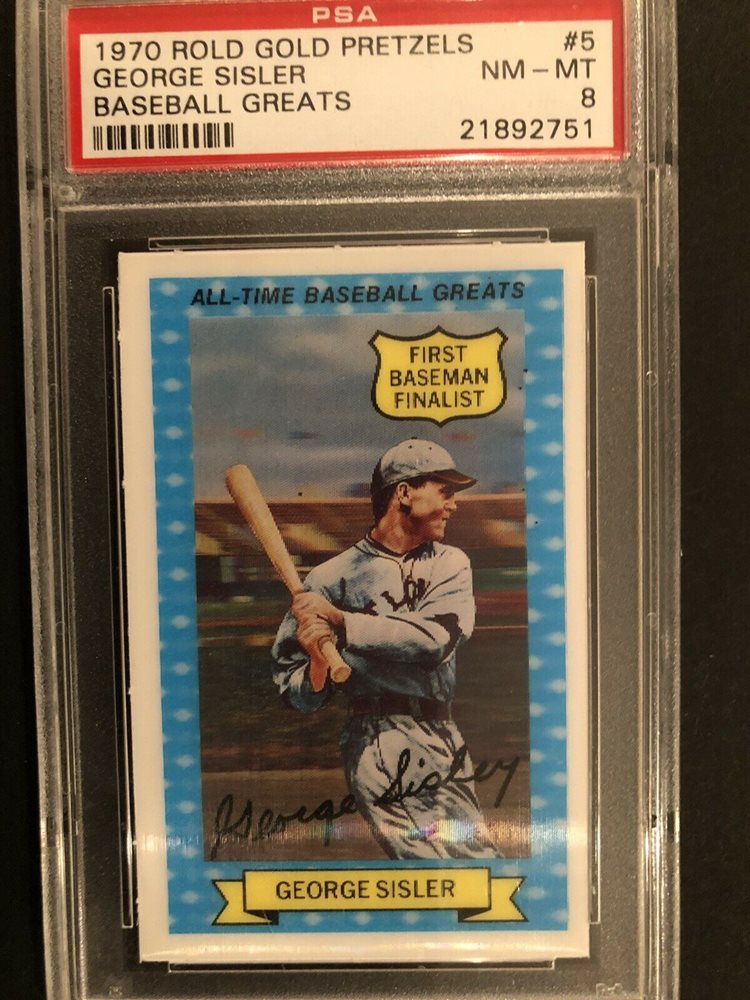 PSA
1970 ROLD GOLD PRETZELS #5
GEORGE SISLER NM - MT
BASEBALL GREATS 8
21892751
ALL-TIME BASEBALL GREATS
FIRST
BASEMAN
FINALIST
George Sisler
GEORGE SISLER